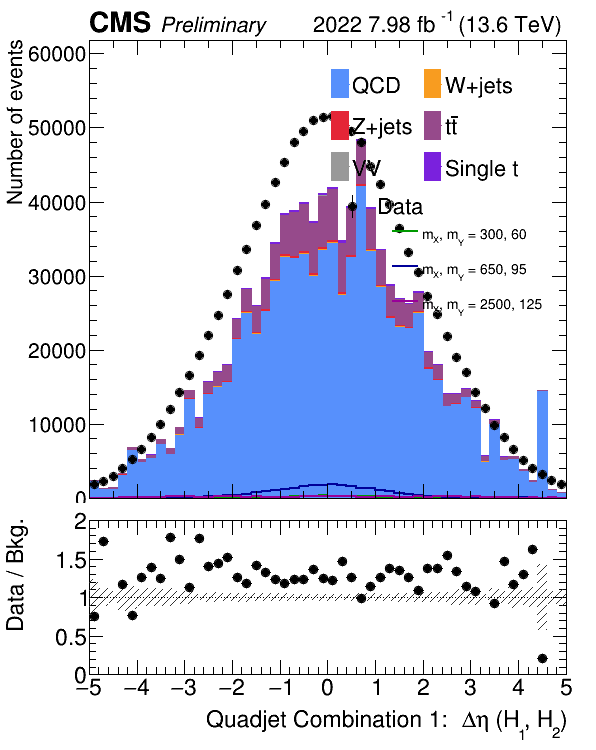 CMS Preliminary 2022 7.98 fb -1 (13.6 TeV)
Number of events
60000
50000
40000
30000
20000
10000
0
QCD W+jets
Z+jets tt̄
VV Single t
Data
mX, mY = 300, 60
mX, mY = 650, 95
mX, mY = 2500, 125
Data / Bkg.
2
1.5
1
0.5
0
−5 −4 −3 −2 −1 0 1 2 3 4 5
Quadjet Combination 1: Δη (H1, H2)